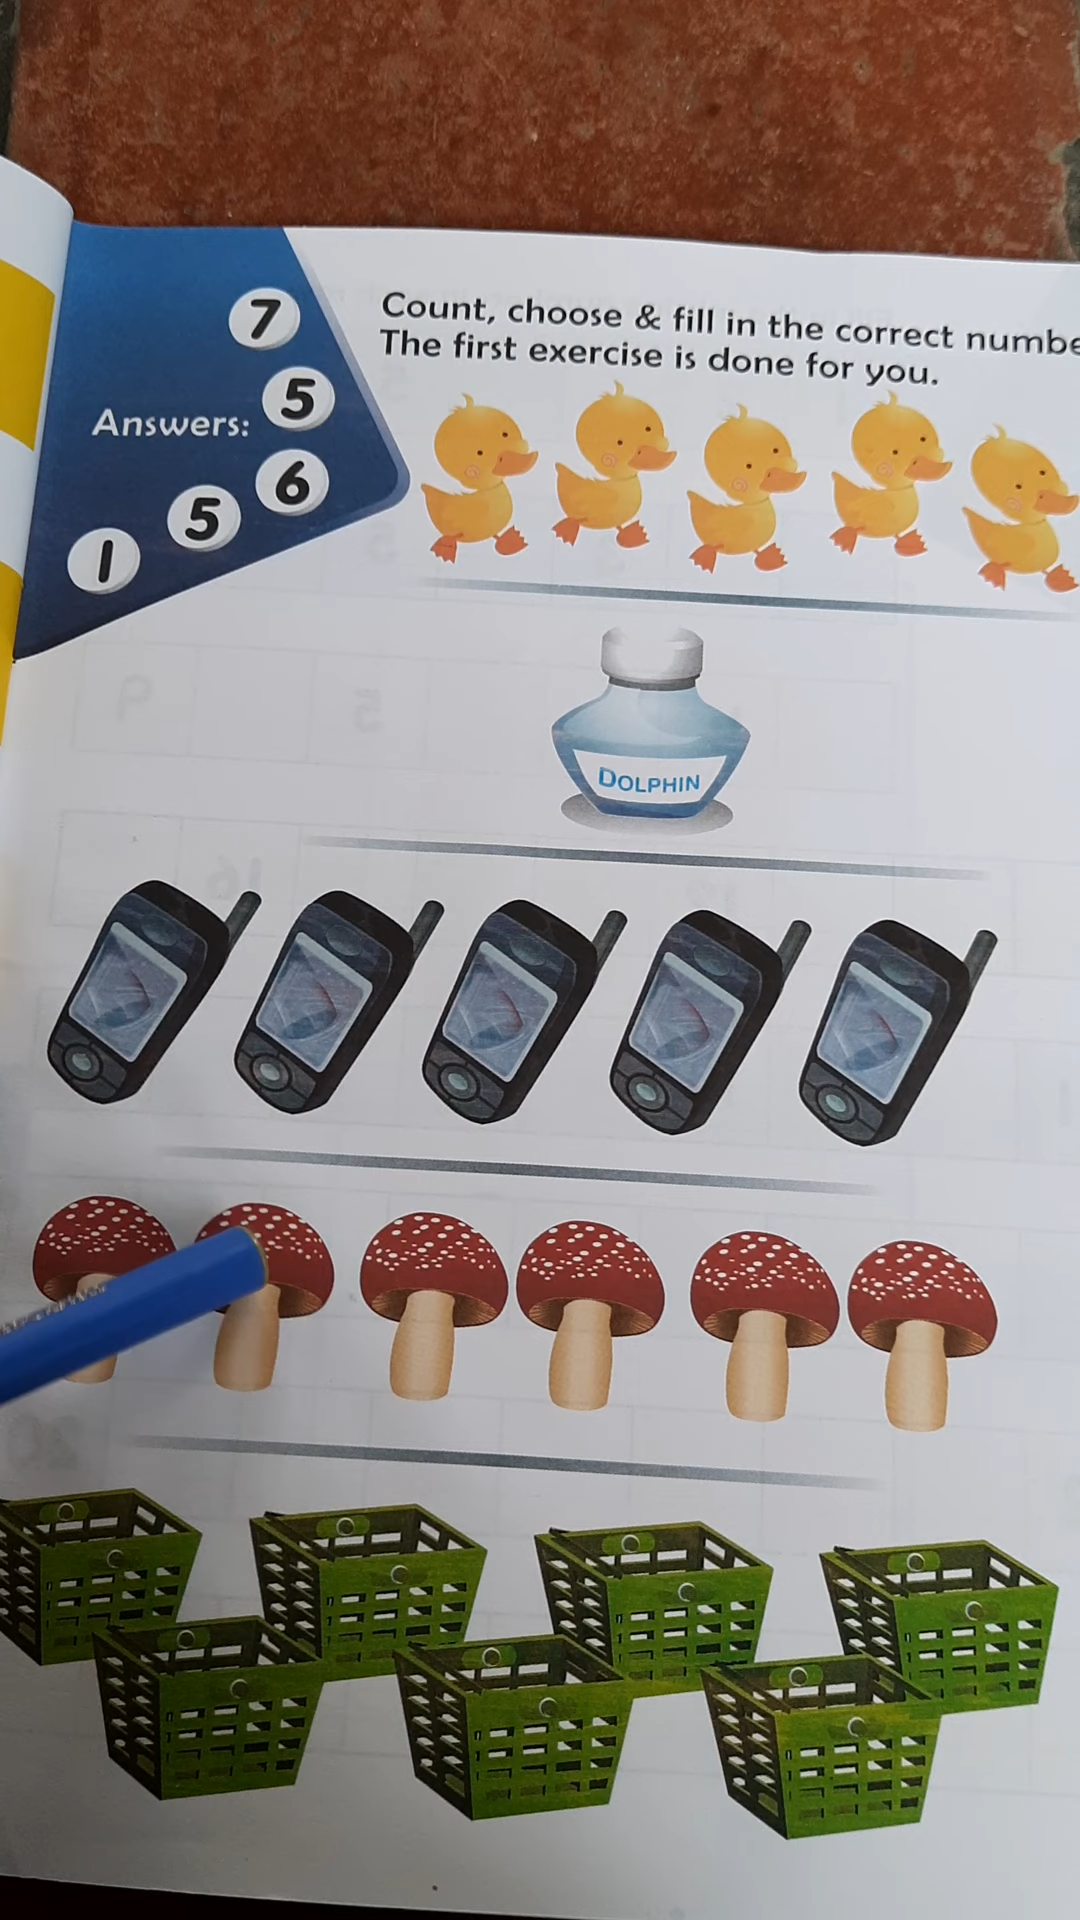 7
Count, choose & fill in the correct numbe
The first exercise is done for you.
5
Answers:
6
5
1
DOLPHIN